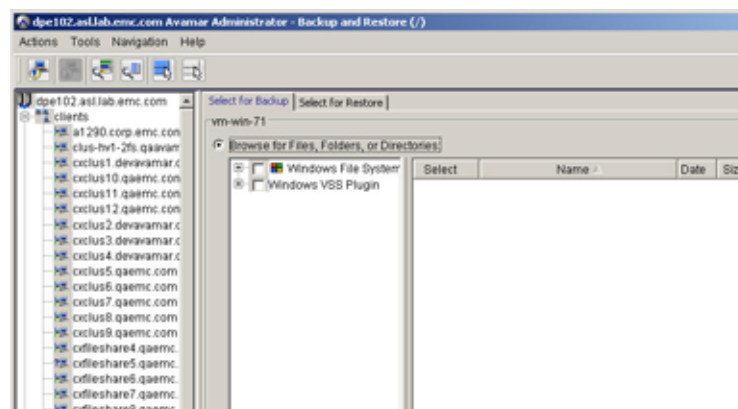 dpe102.asl.lab.emc.com Avamar Administrator - Backup and Restore (/)
Actions Tools Navigation Help
dpe102.asl.lab.emc.com
clients
a1290.corp.emc.con
clus-hv1-2fs.qaavam
cxclus1.devavamar.c
cxclus10.qaemc.con
cxclus11.qaemc.con
cxclus12.qaemc.con
cxclus2.devavamar.c
cxclus3.devavamar.c
cxclus4.devavamar.c
cxclus5.qaemc.com
cxclus6.qaemc.com
cxclus7.qaemc.com
cxclus8.qaemc.com
cxclus9.qaemc.com
cxfileshare4.qaemc.
cxfileshare5.qaemc.
cxfileshare6.qaemc.
cxfileshare7.qaemc.
cxfileshare8.qaemc.
Select for Backup Select for Restore
vm-win-71
Browse for Files, Folders, or Directories:
Windows File System
Windows VSS Plugin
Select Name Date Siz